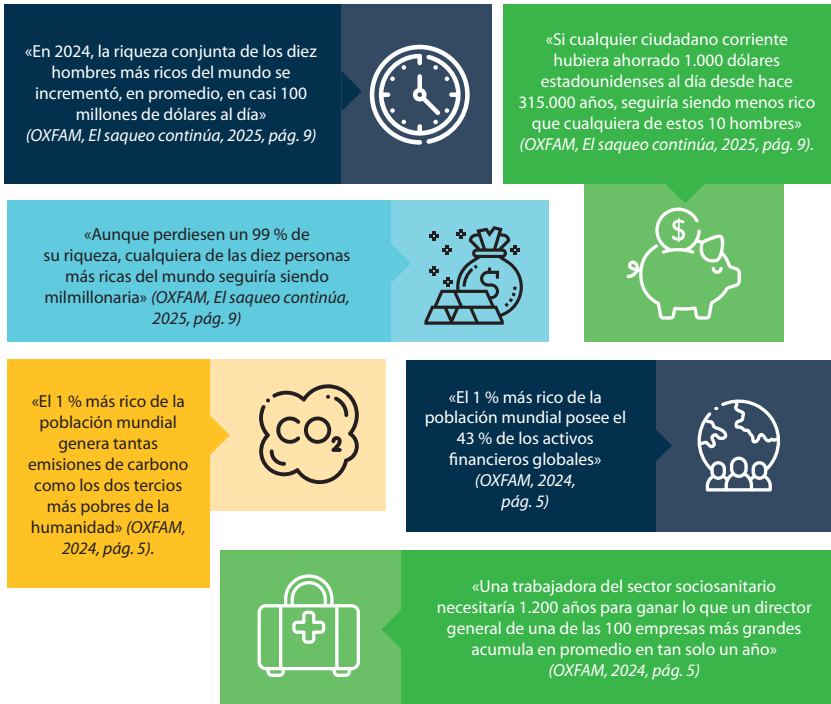 «En 2024, la riqueza conjunta de los diez
hombres más ricos del mundo se
incrementó, en promedio, en casi 100
millones de dólares al día»
(OXFAM, El saqueo continúa, 2025, pág. 9)
«Si cualquier ciudadano corriente
hubiera ahorrado 1.000 dólares
estadounidenses al día desde hace
315.000 años, seguiría siendo menos rico
que cualquiera de estos 10 hombres»
(OXFAM, El saqueo continúa, 2025, pág. 9).
$
«Aunque perdiesen un 99 % de
su riqueza, cualquiera de las diez personas
más ricas del mundo seguiría siendo
milmillonaria» (OXFAM, El saqueo continúa,
2025, pág. 9)
$
«El 1 % más rico de la
población mundial
genera tantas
emisiones de carbono
como los dos tercios
más pobres de la
humanidad» (OXFAM,
2024, pág. 5).
CO2
«El 1 % más rico de la
población mundial posee el
43 % de los activos
financieros globales»
(OXFAM, 2024,
pág. 5)
«Una trabajadora del sector sociosanitario
necesitaría 1.200 años para ganar lo que un director
general de una de las 100 empresas más grandes
acumula en promedio en tan solo un año»
(OXFAM, 2024, pág. 5)